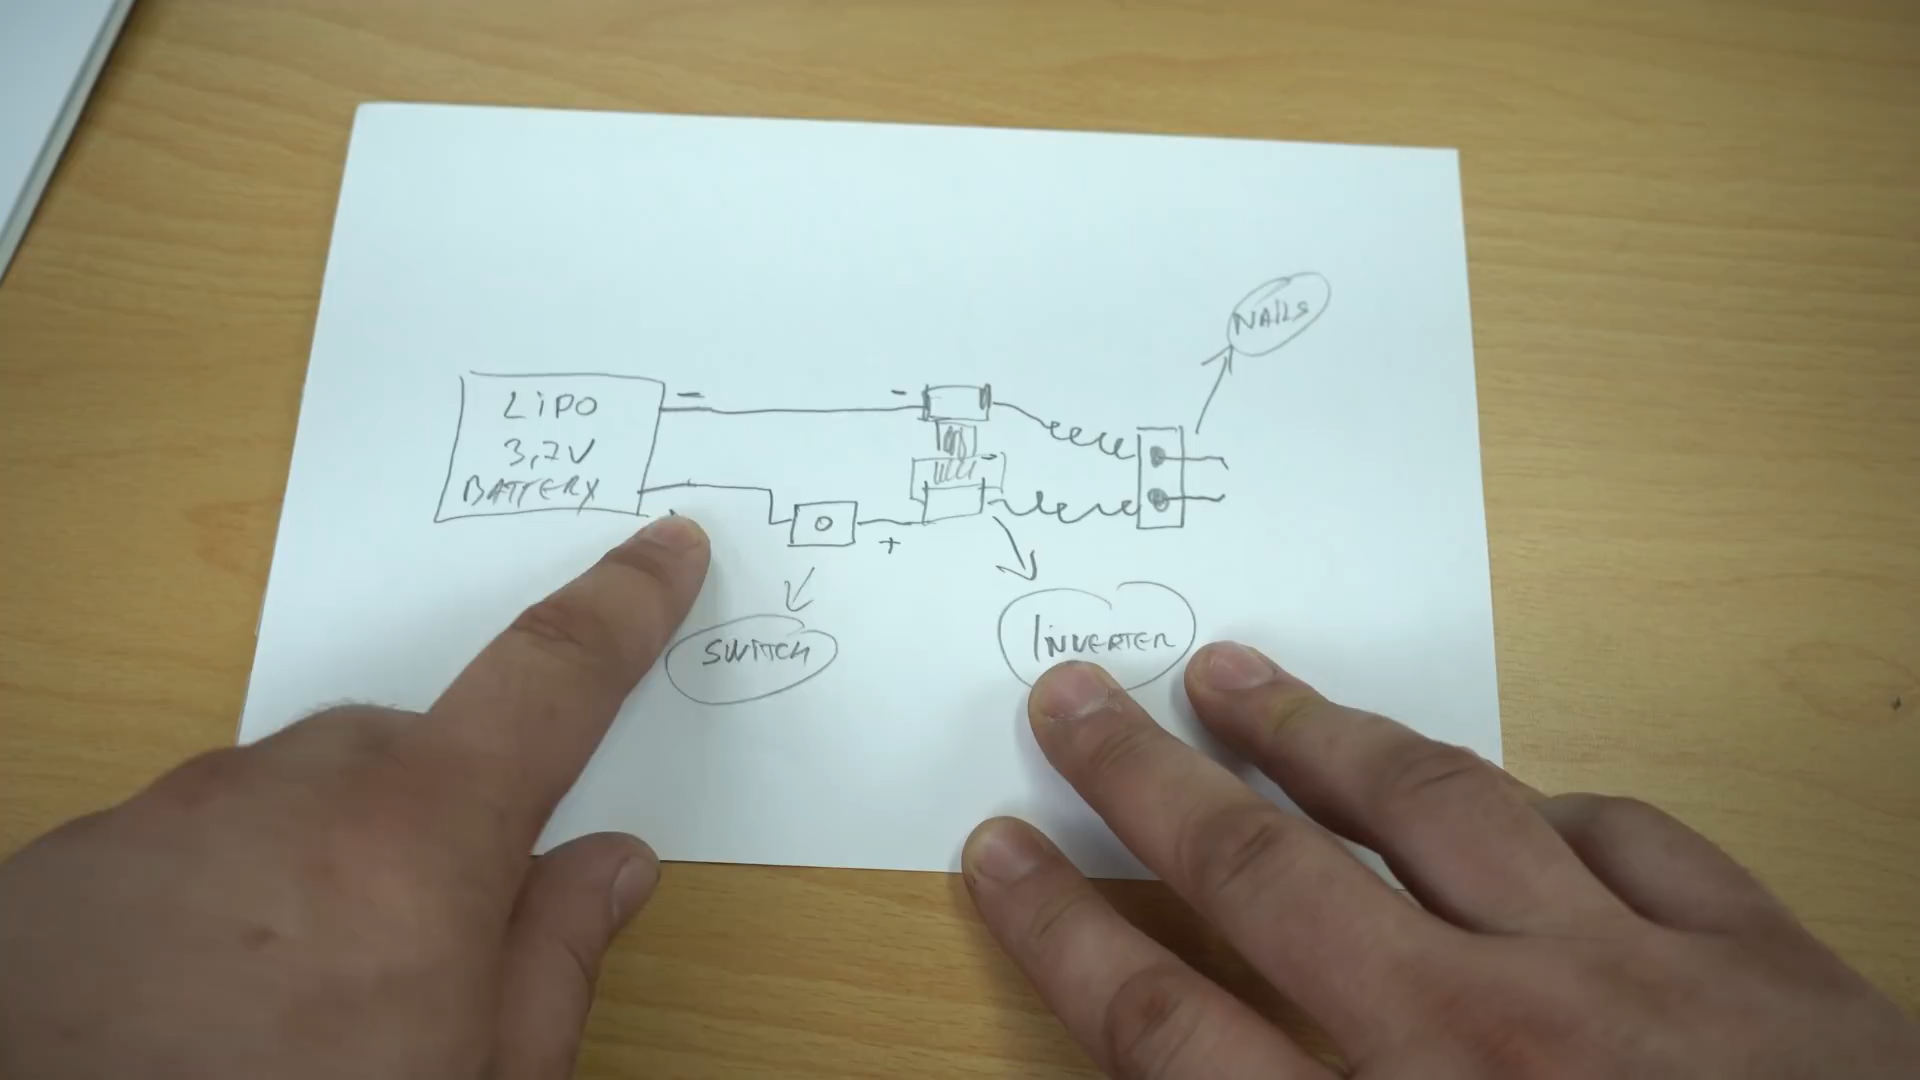 NAILS
- -
LIPO
3,7V
BATTERY
+
SWITCH
INVERTER